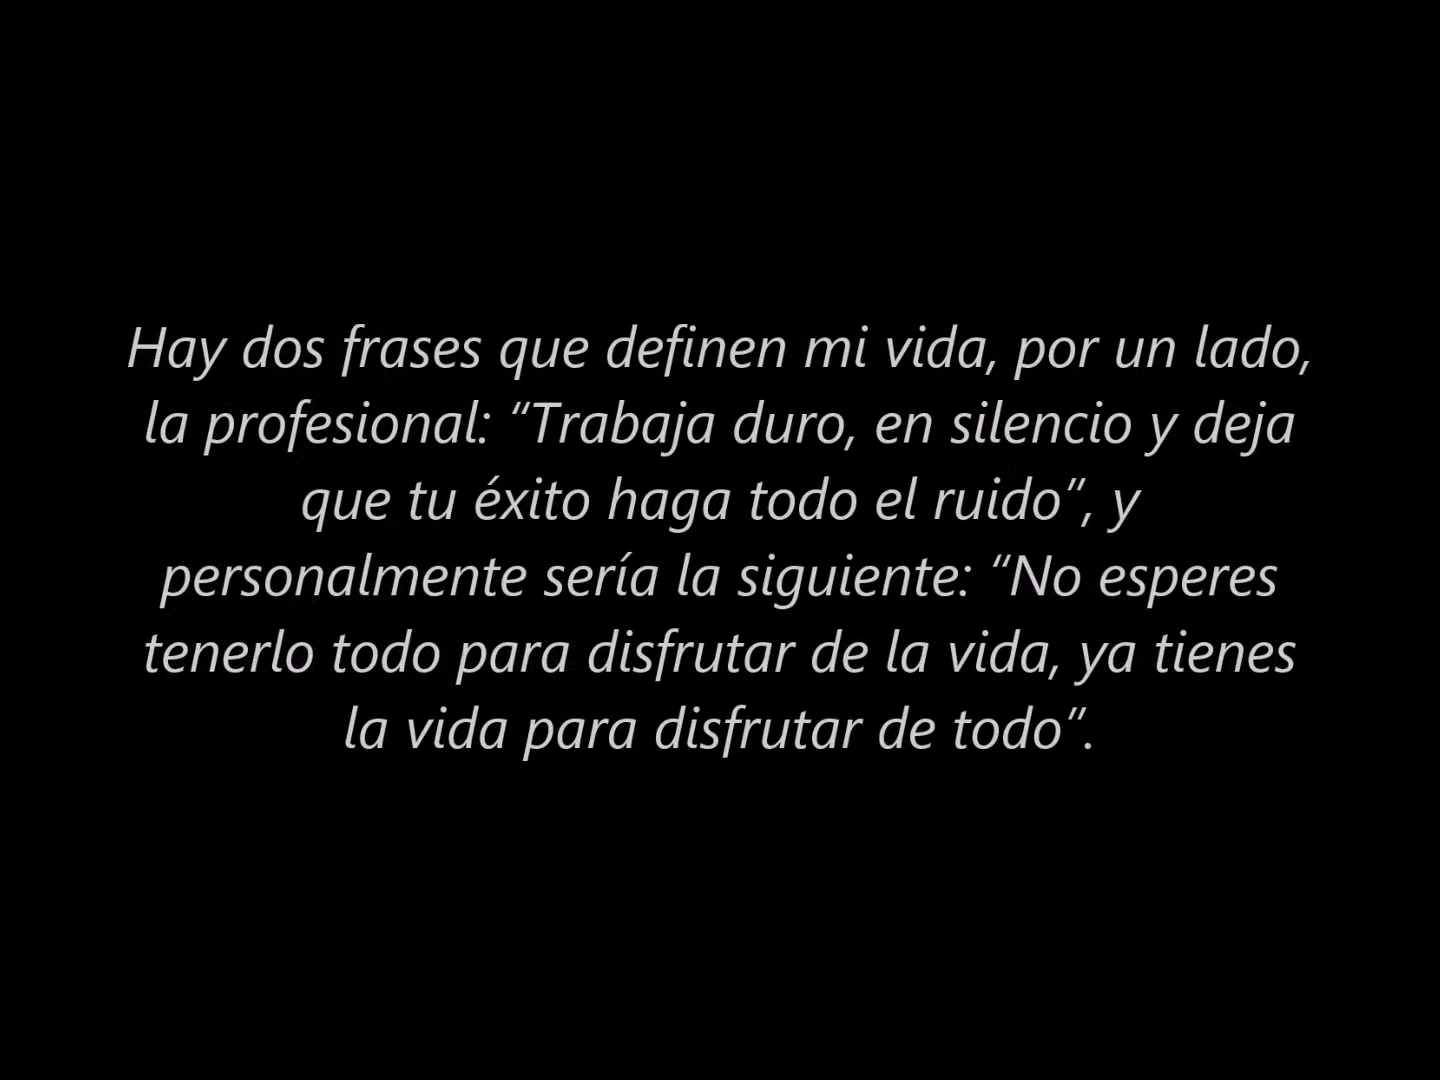 Hay dos frases que definen mi vida, por un lado,
la profesional: “Trabaja duro, en silencio y deja
que tu éxito haga todo el ruido”, y
personalmente sería la siguiente: “No esperes
tenerlo todo para disfrutar de la vida, ya tienes
la vida para disfrutar de todo”.